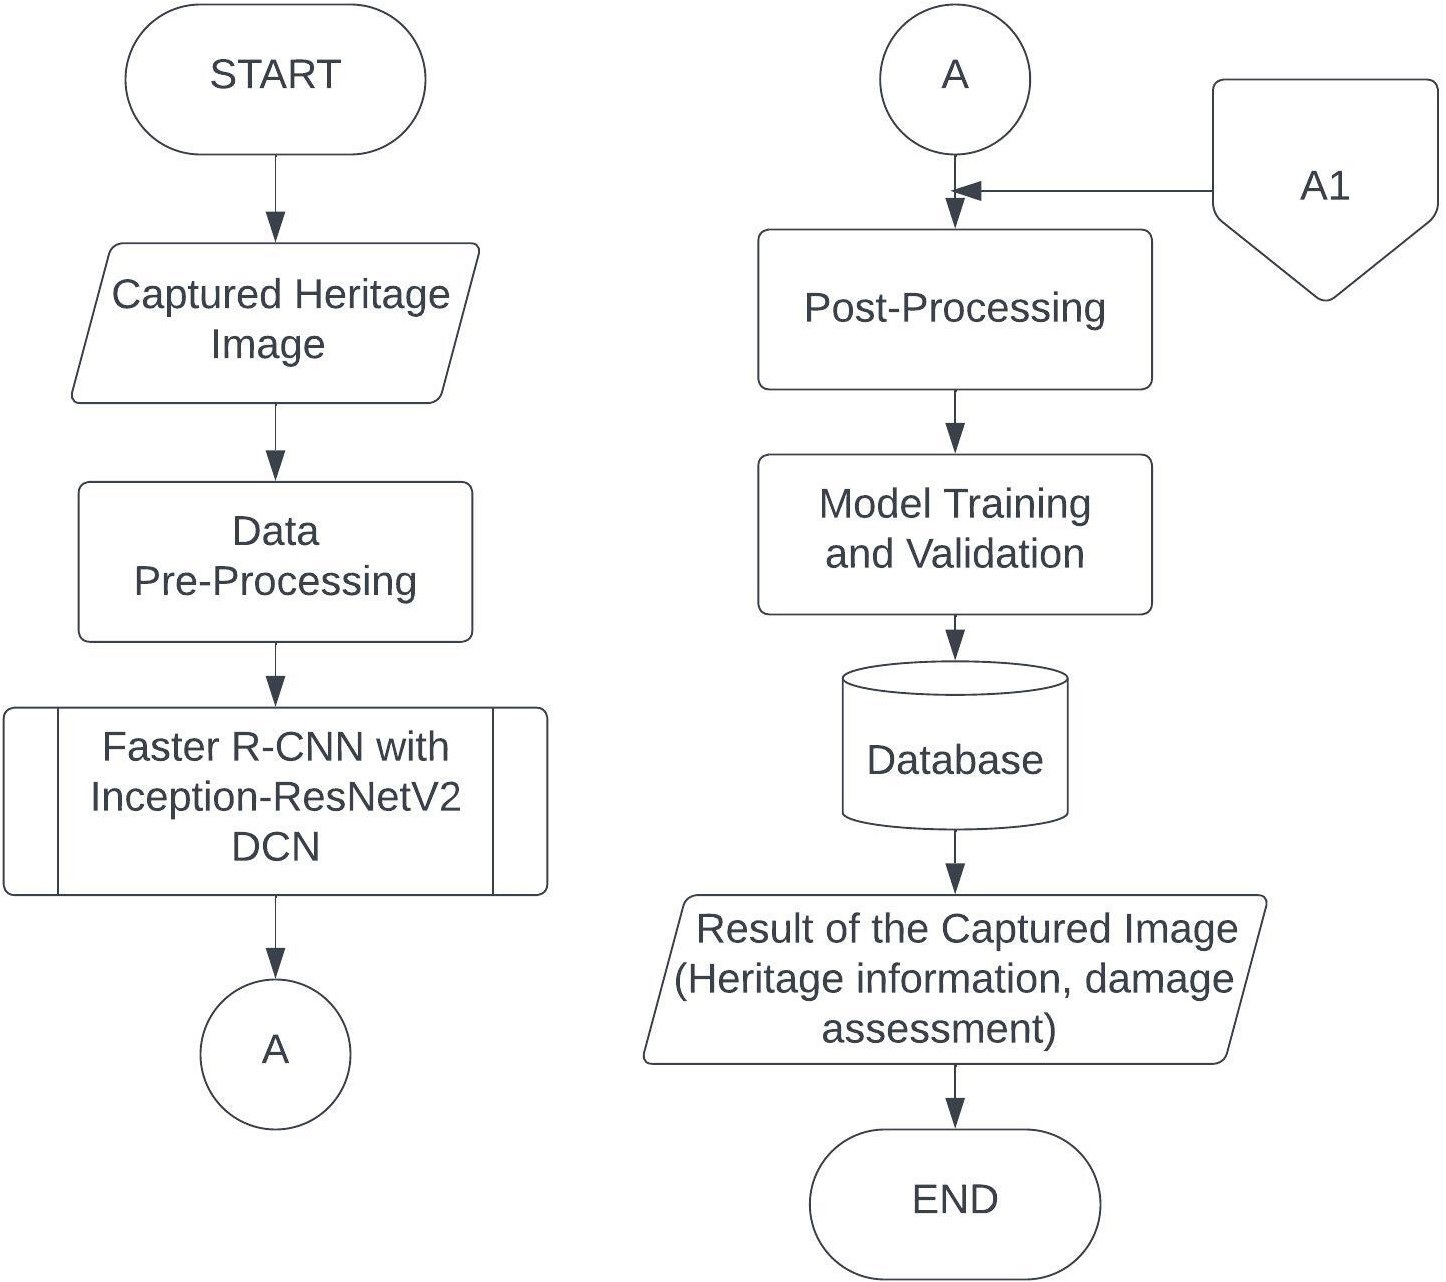 START
Captured Heritage
Image
Data
Pre-Processing
Faster R-CNN with
Inception-ResNetV2
DCN
A
A
A1
Post-Processing
Model Training
and Validation
Database
Result of the Captured Image
(Heritage information, damage
assessment)
END